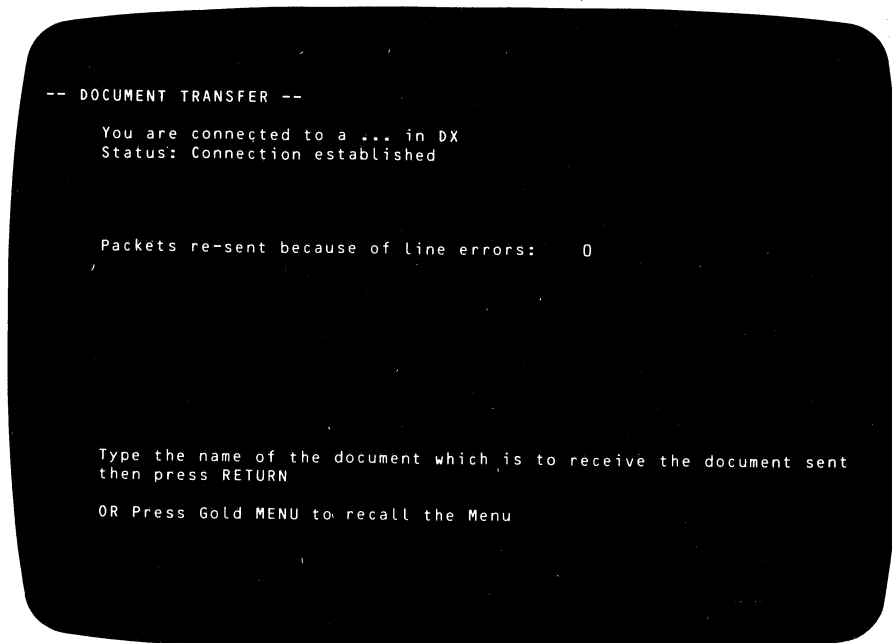 -- DOCUMENT TRANSFER --
You are connected to a ... in DX
Status: Connection established
Packets re-sent because of line errors: 0
Type the name of the document which is to receive the document sent
then press RETURN
OR Press Gold MENU to recall the Menu